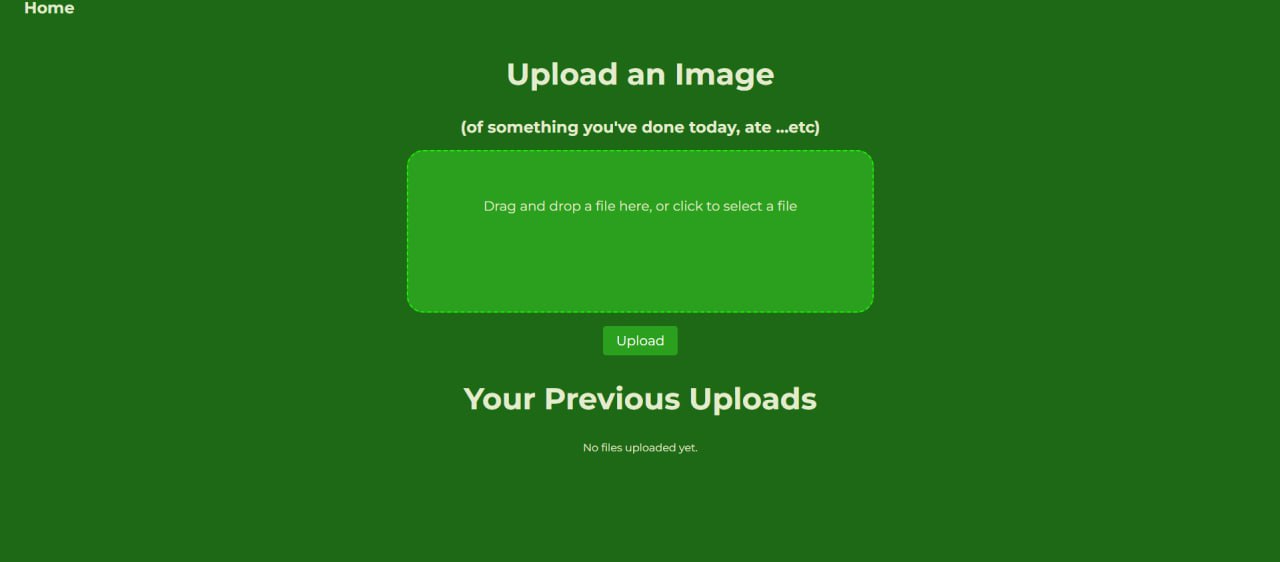 Home
Upload an Image
(of something you've done today, ate ...etc)
Drag and drop a file here, or click to select a file
Upload
Your Previous Uploads
No files uploaded yet.